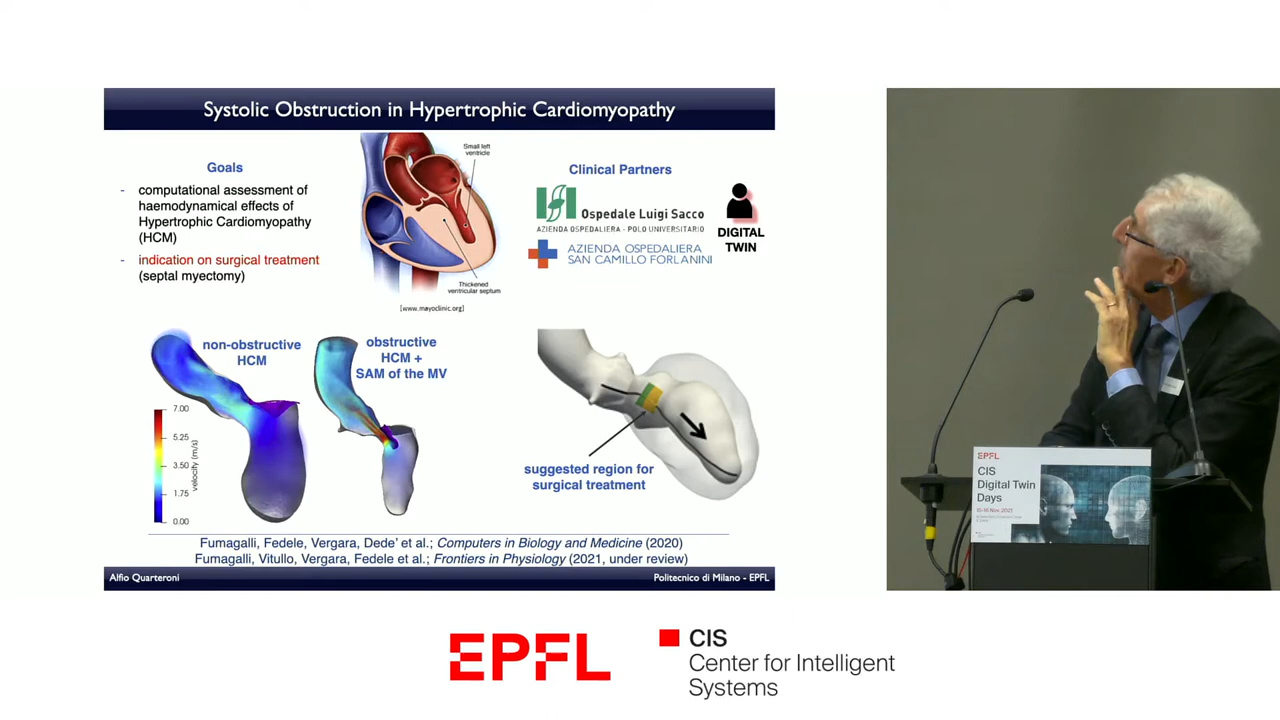 Systolic Obstruction in Hypertrophic Cardiomyopathy
Goals
- computational assessment of
haemodynamical effects of
Hypertrophic Cardiomyopathy
(HCM)
- indication on surgical treatment
(septal myectomy)
Small left
ventricle
Thickened
ventricular septum
[www.mayoclinic.org]
Clinical Partners
Ospedale Luigi Sacco
AZIENDA OSPEDALIERA - POLO UNIVERSITARIO
AZIENDA OSPEDALIERA
SAN CAMILLO FORLANINI
DIGITAL
TWIN
non-obstructive
HCM
obstructive
HCM +
SAM of the MV
7.00
5.25
3.50
1.75
0.00
velocity (m/s)
suggested region for
surgical treatment
Fumagalli, Fedele, Vergara, Dede' et al.; Computers in Biology and Medicine (2020)
Fumagalli, Vitullo, Vergara, Fedele et al.; Frontiers in Physiology (2021, under review)
Alfio Quarteroni
Politecnico di Milano - EPFL
EPFL
CIS
Digital Twin
Days
15-16 Nov 2021
EPFL
CIS
Center for Intelligent
Systems